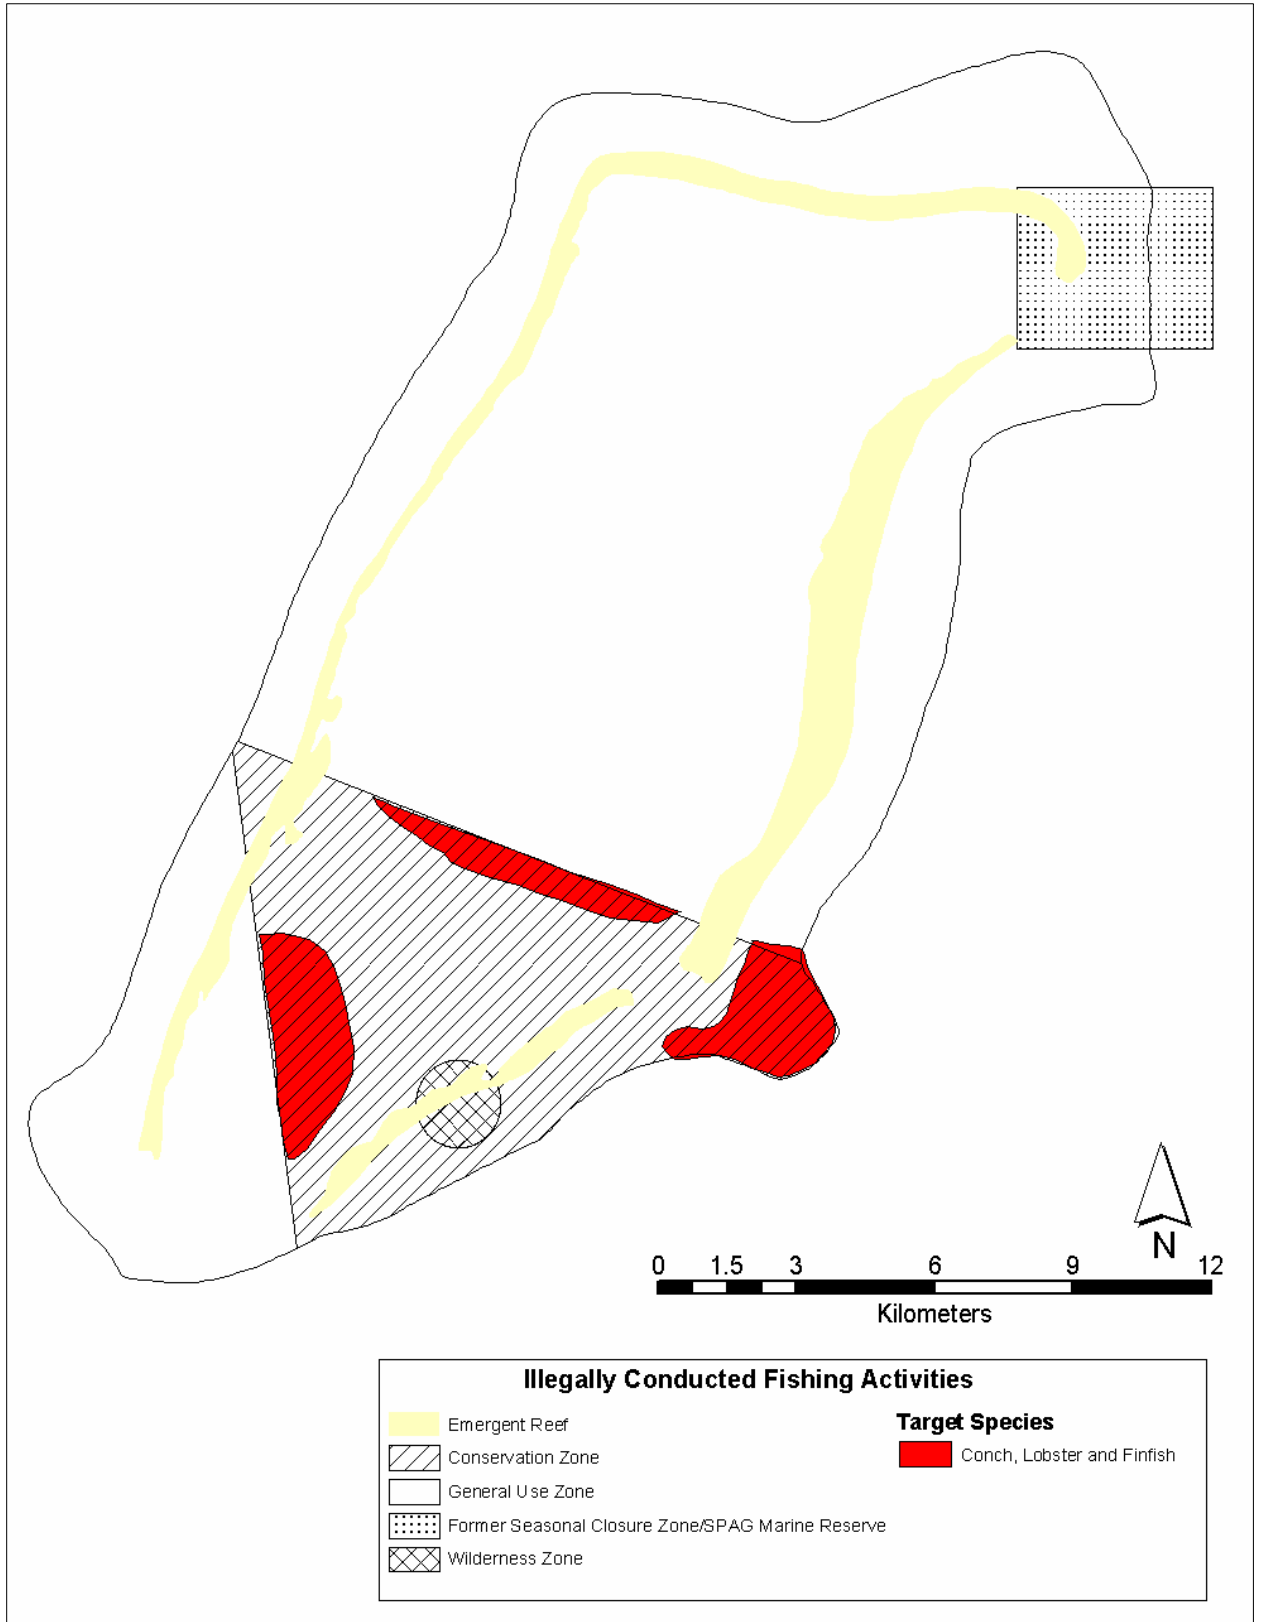 N
0 1.5 3 6 9 12
Kilometers
Illegally Conducted Fishing Activities
Emergent Reef
Conservation Zone
General Use Zone
Former Seasonal Closure Zone/SPAG Marine Reserve
Wilderness Zone
Target Species
Conch, Lobster and Finfish